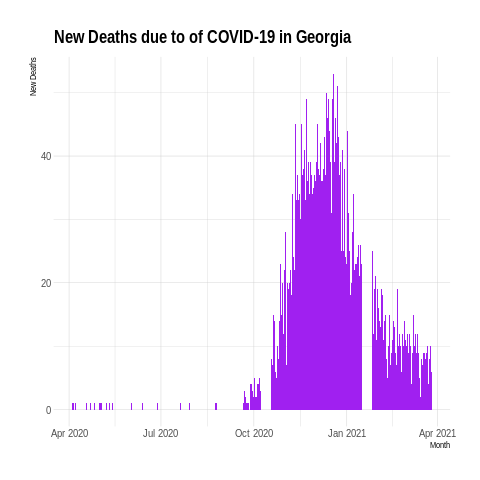 New Deaths due to of COVID-19 in Georgia
New Deaths
40
20
0
Apr 2020 Jul 2020 Oct 2020 Jan 2021 Apr 2021
Month